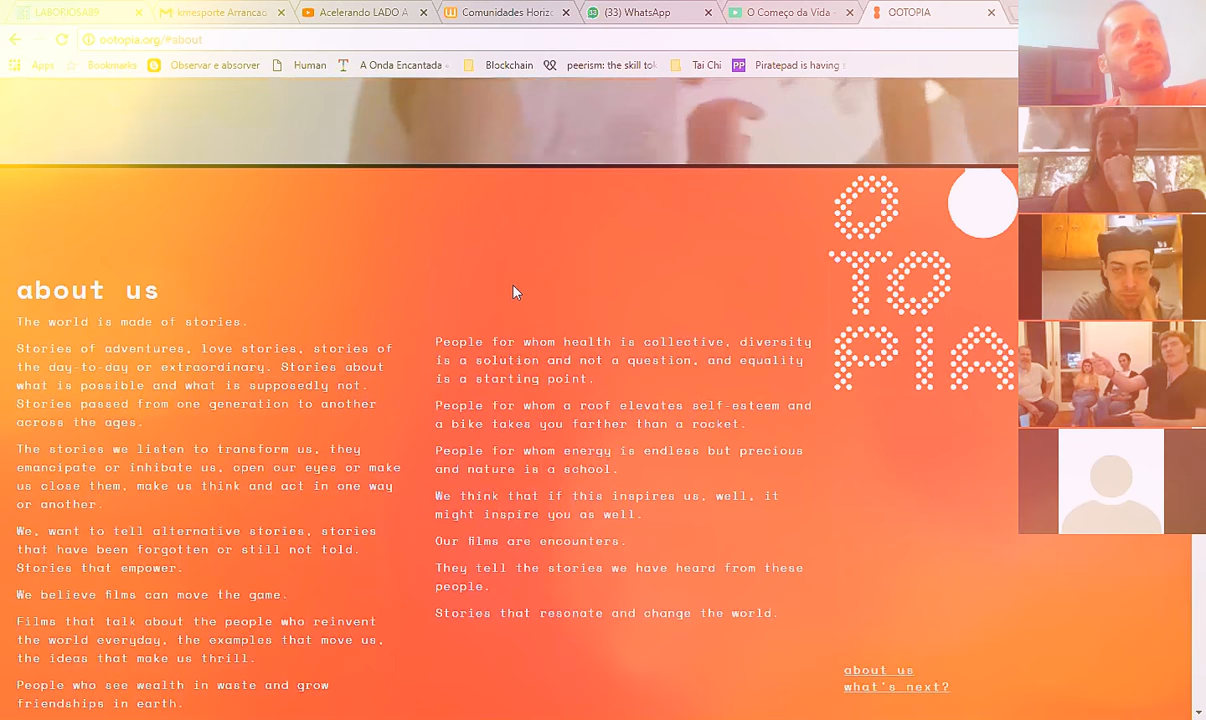 LABORIOSA89
kmesporte Arrancad
Acelerando LADO A
Comunidades Horiz
(33) WhatsApp
O Começo da Vida -
OOTOPIA
ootopia.org/#about
Apps
Bookmarks
Observar e absorver
Human
A Onda Encantada -
Blockchain
peerism: the skill tok
Tai Chi
PP
Piratepad is having s
O
TO
PIA
about us
The world is made of stories.
Stories of adventures, love stories, stories of
the day-to-day or extraordinary. Stories about
what is possible and what is supposedly not.
Stories passed from one generation to another
across the ages.
The stories we listen to transform us, they
emancipate or inhibate us, open our eyes or make
us close them, make us think and act in one way
or another.
We, want to tell alternative stories, stories
that have been forgotten or still not told.
Stories that empower.
We believe films can move the game.
Films that talk about the people who reinvent
the world everyday, the examples that move us,
the ideas that make us thrill.
People who see wealth in waste and grow
friendships in earth.
People for whom health is collective, diversity
is a solution and not a question, and equality
is a starting point.
People for whom a roof elevates self-esteem and
a bike takes you farther than a rocket.
People for whom energy is endless but precious
and nature is a school.
We think that if this inspires us, well, it
might inspire you as well.
Our films are encounters.
They tell the stories we have heard from these
people.
Stories that resonate and change the world.
about us
what's next?